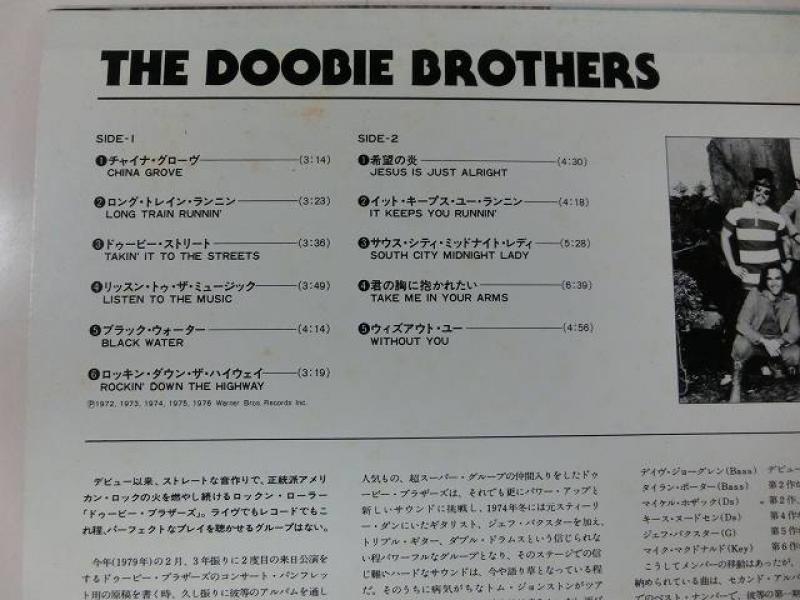 THE DOOBIE BROTHERS
SIDE-1
❶チャイナ・グローヴ (3:14)
CHINA GROVE
❷ロング・トレイン・ランニン (3:23)
LONG TRAIN RUNNIN'
❸ドゥービー・ストリート (3:36)
TAKIN' IT TO THE STREETS
❹リッスン・トゥ・ザ・ミュージック (3:49)
LISTEN TO THE MUSIC
❺ブラック・ウォーター (4:14)
BLACK WATER
❻ロッキン・ダウン・ザ・ハイウェイ (3:19)
ROCKIN' DOWN THE HIGHWAY
Ⓟ1972, 1973, 1974, 1975, 1976 Warner Bros. Records Inc.
SIDE-2
❶希望の炎 (4:30)
JESUS IS JUST ALRIGHT
❷イット・キープス・ユー・ランニン (4:18)
IT KEEPS YOU RUNNIN'
❸サウス・シティ・ミッドナイト・レディ (5:28)
SOUTH CITY MIDNIGHT LADY
❹君の胸に抱かれたい (6:39)
TAKE ME IN YOUR ARMS
❺ウィズアウト・ユー (4:56)
WITHOUT YOU
デビュー以来、ストレートな音作りで、正統派アメリ
カン・ロックの火を燃やし続けるロックン・ローラー
「ドゥービー・ブラザーズ」。ライヴでもレコードでもこ
れ程、パーフェクトなプレイを聴かせるグループはない。
今年(1979年)の2月、3年振りに2度目の来日公演を
するドゥービー・ブラザーズのコンサート・パンフレッ
ト用の原稿を書く時、久し振りに彼等のアルバムを通し
人気もの、超スーパー・グループの仲間入りをしたドゥ
ービー・ブラザーズは、それでも更にパワー・アップと
新しいサウンドに挑戦し、1974年冬には元スティーリ
ー・ダンにいたギタリスト、ジェフ・バクスターを加え、
トリプル・ギター、ダブル・ドラムスという信じられな
い程パワーフルなグループとなり、そのステージでの信
じ難いハードなサウンドは、今や語り草となっている程
だ。そのうちに病気がちなトム・ジョンストンがツア
デイヴ・ジョーグレン(Bass) デビュー
タイラン・ポーター(Bass) 第2作か
マイケル・ホザック(Ds) 第2作、
キース・ヌードセン(Ds) 第4作か
ジェフ・バクスター(G) 第5作
マイク・マクドナルド(Key) 第6作
こうしてメンバーの移動はあったが、
納められている曲は、セカンド・アルバ
でのベスト・ナンバーで、彼等の第一期